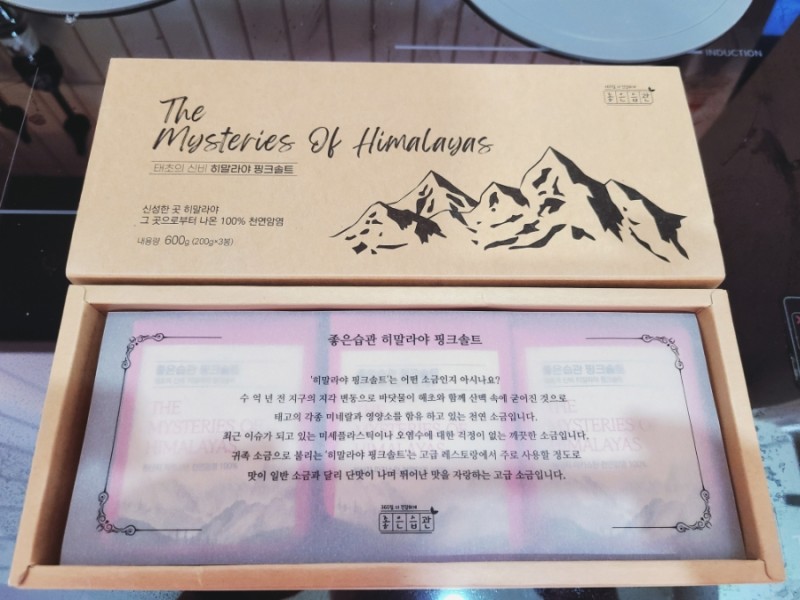 INDUCTION
좋은습관
The
Mysteries Of Himalayas
태초의 신비 히말라야 핑크솔트
신성한 곳 히말라야
그 곳으로부터 나온 100% 천연암염
내용량 600g (200g×3봉)
좋은습관 히말라야 핑크솔트
'히말라야 핑크솔트'는 어떤 소금인지 아시나요?
수 억 년 전 지구의 지각 변동으로 바닷물이 해초와 함께 산맥 속에 굳어진 것으로
태고의 각종 미네랄과 영양소를 함유 하고 있는 천연 소금입니다.
최근 이슈가 되고 있는 미세플라스틱이나 오염수에 대한 걱정이 없는 깨끗한 소금입니다.
귀족 소금으로 불리는 '히말라야 핑크솔트'는 고급 레스토랑에서 주로 사용할 정도로
맛이 일반 소금과 달리 단맛이 나며 뛰어난 맛을 자랑하는 고급 소금입니다.
THE
MYSTERIES OF
HIMALAYAS
좋은습관